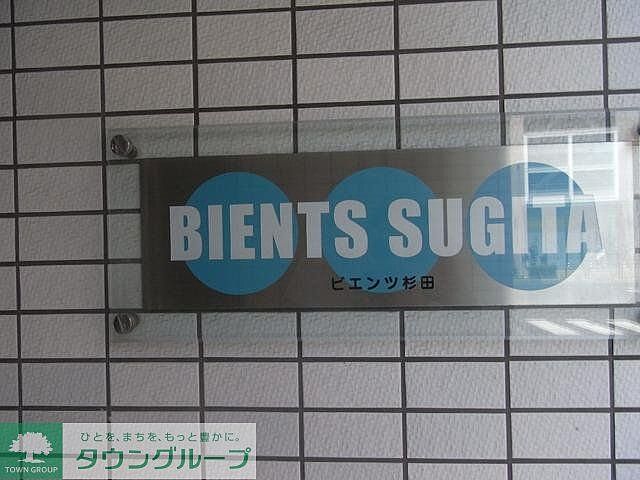 BIENTS SUGITA
ビエンツ杉田
ひとを、まちを、もっと豊かに。
タウングループ
TOWN GROUP